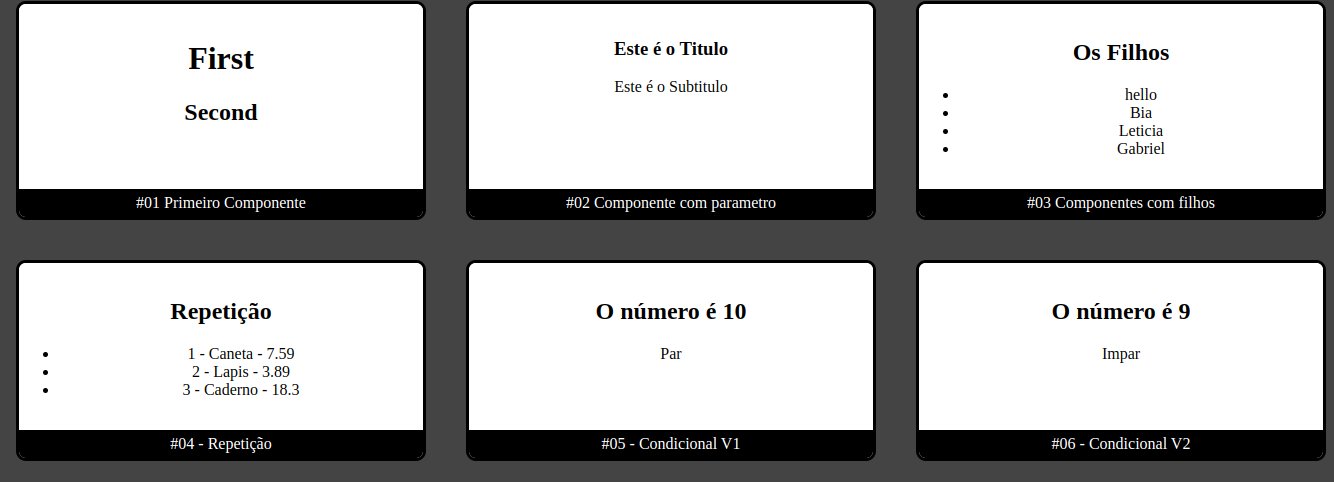 First
Second
#01 Primeiro Componente
Este é o Titulo
Este é o Subtitulo
#02 Componente com parametro
Os Filhos
hello
Bia
Leticia
Gabriel
#03 Componentes com filhos
Repetição
1 - Caneta - 7.59
2 - Lapis - 3.89
3 - Caderno - 18.3
#04 - Repetição
O número é 10
Par
#05 - Condicional V1
O número é 9
Impar
#06 - Condicional V2